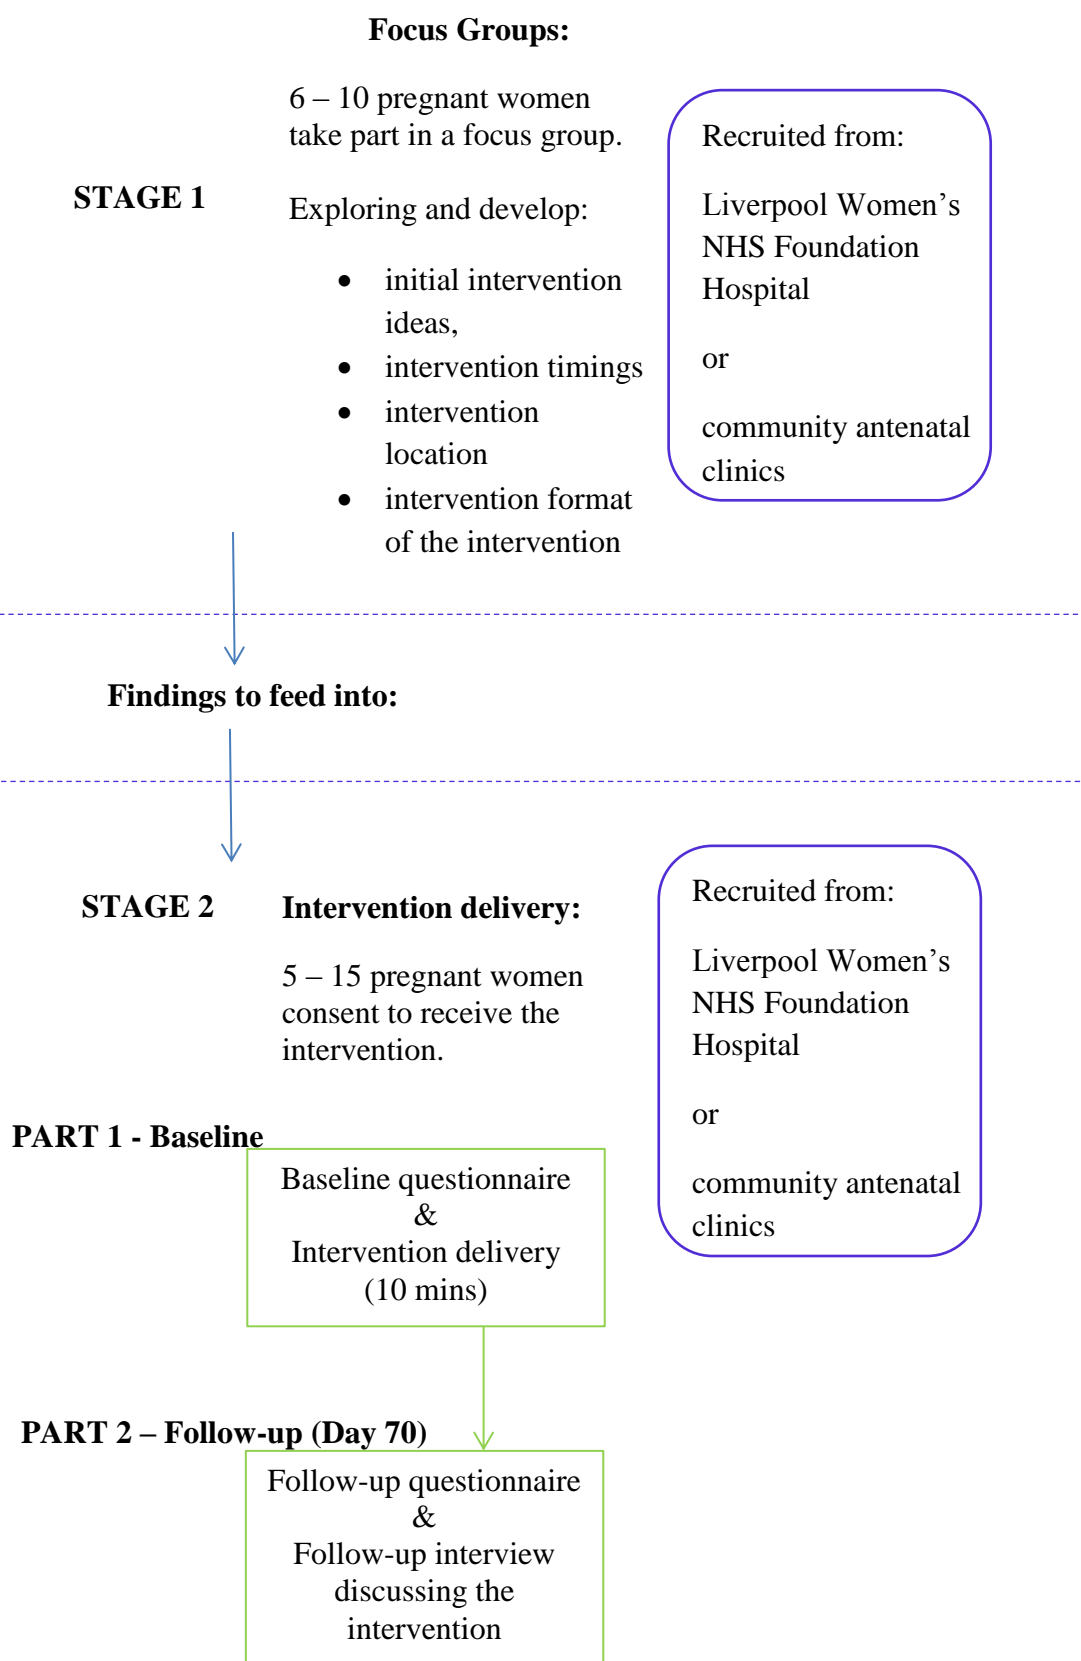 Focus Groups:
6 – 10 pregnant women
take part in a focus group.
STAGE 1
Exploring and develop:
• initial intervention
ideas,
• intervention timings
• intervention
location
• intervention format
of the intervention
Recruited from:
Liverpool Women’s
NHS Foundation
Hospital
or
community antenatal
clinics
Findings to feed into:
STAGE 2
Intervention delivery:
5 – 15 pregnant women
consent to receive the
intervention.
Recruited from:
Liverpool Women’s
NHS Foundation
Hospital
or
community antenatal
clinics
PART 1 - Baseline
Baseline questionnaire
&
Intervention delivery
(10 mins)
PART 2 – Follow-up (Day 70)
Follow-up questionnaire
&
Follow-up interview
discussing the
intervention